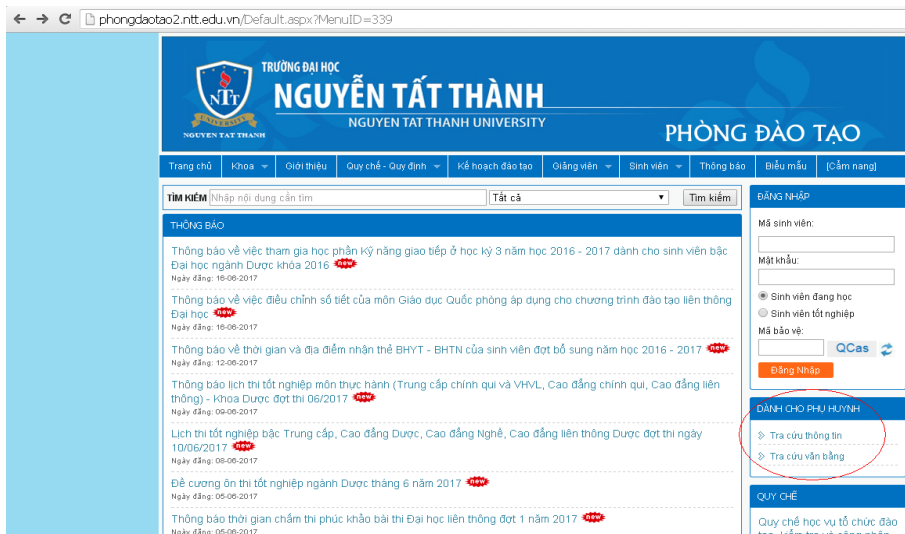 phongdaotao2.ntt.edu.vn/Default.aspx?MenuID=339
TRƯỜNG ĐẠI HỌC
NGUYỄN TẤT THÀNH
NGUYEN TAT THANH UNIVERSITY
NTT
UNIVERSITY
NGUYEN TAT THANH
PHÒNG ĐÀO TẠO
Trang chủ Khoa Giới thiệu Quy chế - Quy định Kế hoạch đào tạo Giảng viên Sinh viên Thông báo Biểu mẫu [Cẩm nang]
TÌM KIẾM Nhập nội dung cần tìm Tất cả Tìm kiếm
THÔNG BÁO
Thông báo về việc tham gia học phần Kỹ năng giao tiếp ở học kỳ 3 năm học 2016 - 2017 dành cho sinh viên bậc
Đại học ngành Dược khóa 2016 new
Ngày đăng: 16-06-2017
Thông báo về việc điều chỉnh số tiết của môn Giáo dục Quốc phòng áp dụng cho chương trình đào tạo liên thông
Đại học new
Ngày đăng: 16-06-2017
Thông báo về thời gian và địa điểm nhận thẻ BHYT - BHTN của sinh viên đợt bổ sung năm học 2016 - 2017 new
Ngày đăng: 12-06-2017
Thông báo lịch thi tốt nghiệp môn thực hành (Trung cấp chính qui và VHVL, Cao đẳng chính qui, Cao đẳng liên
thông) - Khoa Dược đợt thi 06/2017 new
Ngày đăng: 09-06-2017
Lịch thi tốt nghiệp bậc Trung cấp, Cao đẳng Dược, Cao đẳng Nghề, Cao đẳng liên thông Dược đợt thi ngày
10/06/2017 new
Ngày đăng: 08-06-2017
Đề cương ôn thi tốt nghiệp ngành Dược tháng 6 năm 2017 new
Ngày đăng: 05-06-2017
Thông báo thời gian chấm thi phúc khảo bài thi Đại học liên thông đợt 1 năm 2017 new
Ngày đăng: 05-06-2017
ĐĂNG NHẬP
Mã sinh viên:
Mật khẩu:
Sinh viên đang học
Sinh viên tốt nghiệp
Mã bảo vệ:
QCas
Đăng Nhập
DÀNH CHO PHỤ HUYNH
Tra cứu thông tin
Tra cứu văn bằng
QUY CHẾ
Quy chế học vụ tổ chức đào
tạo, kiểm tra và công nhận